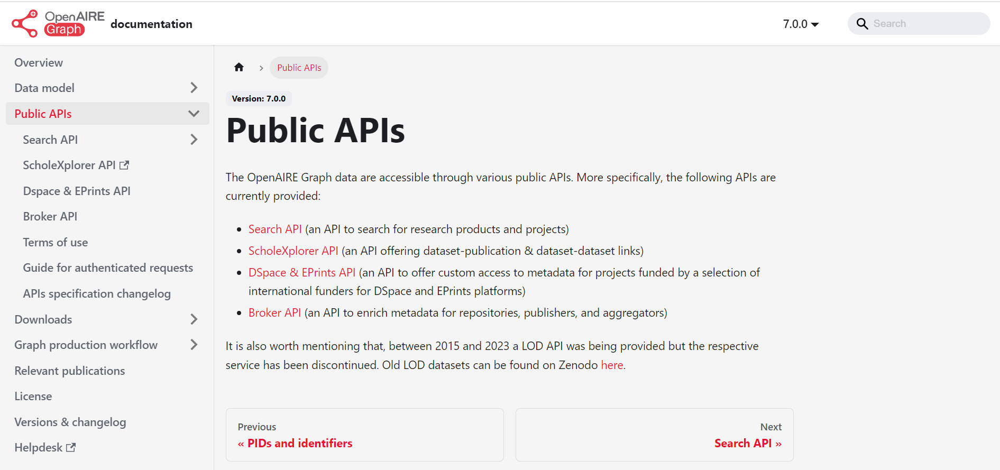 OpenAIRE
Graph
documentation
7.0.0
Search
Overview
Data model
Public APIs
Search API
ScholeXplorer API
Dspace & EPrints API
Broker API
Terms of use
Guide for authenticated requests
APIs specification changelog
Downloads
Graph production workflow
Relevant publications
License
Versions & changelog
Helpdesk
Public APIs
Version: 7.0.0
Public APIs
The OpenAIRE Graph data are accessible through various public APIs. More specifically, the following APIs are
currently provided:
• Search API (an API to search for research products and projects)
• ScholeXplorer API (an API offering dataset-publication & dataset-dataset links)
• DSpace & EPrints API (an API to offer custom access to metadata for projects funded by a selection of
international funders for DSpace and EPrints platforms)
• Broker API (an API to enrich metadata for repositories, publishers, and aggregators)
It is also worth mentioning that, between 2015 and 2023 a LOD API was being provided but the respective
service has been discontinued. Old LOD datasets can be found on Zenodo here.
Previous
« PIDs and identifiers
Next
Search API »